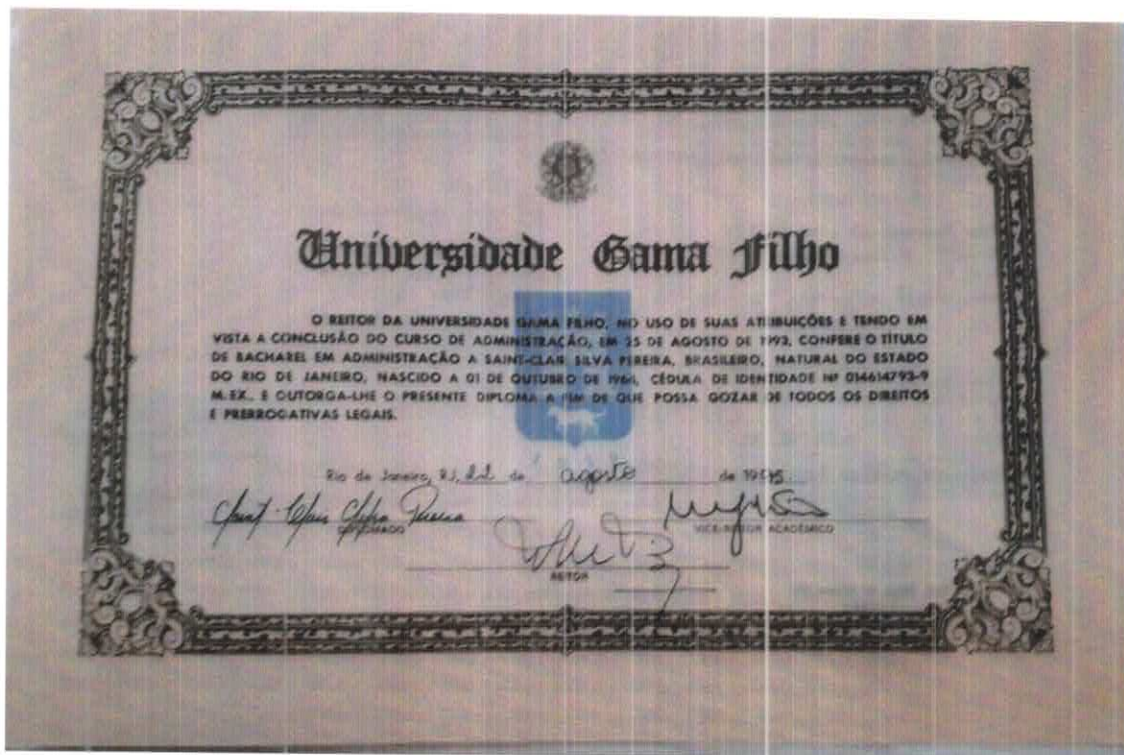 Universidade Gama Filho
O REITOR DA UNIVERSIDADE GAMA FILHO, NO USO DE SUAS ATRIBUIÇÕES E TENDO EM
VISTA A CONCLUSÃO DO CURSO DE ADMINISTRAÇÃO, EM 25 DE AGOSTO DE 1993, CONFERE O TÍTULO
DE BACHAREL EM ADMINISTRAÇÃO A SAINT-CLAIR SILVA PEREIRA, BRASILEIRO, NATURAL DO ESTADO
DO RIO DE JANEIRO, NASCIDO A 01 DE OUTUBRO DE CÉDULA DE IDENTIDADE Nº 014614793-9
M.EX., E OUTORGA-LHE O PRESENTE DIPLOMA A FIM DE QUE POSSA GOZAR DE TODOS OS DIREITOS
E PRERROGATIVAS LEGAIS.
Rio de Janeiro, RJ, 22 de agosto de 1995
DIPLOMADO
VICE-REITOR ACADÊMICO
REITOR